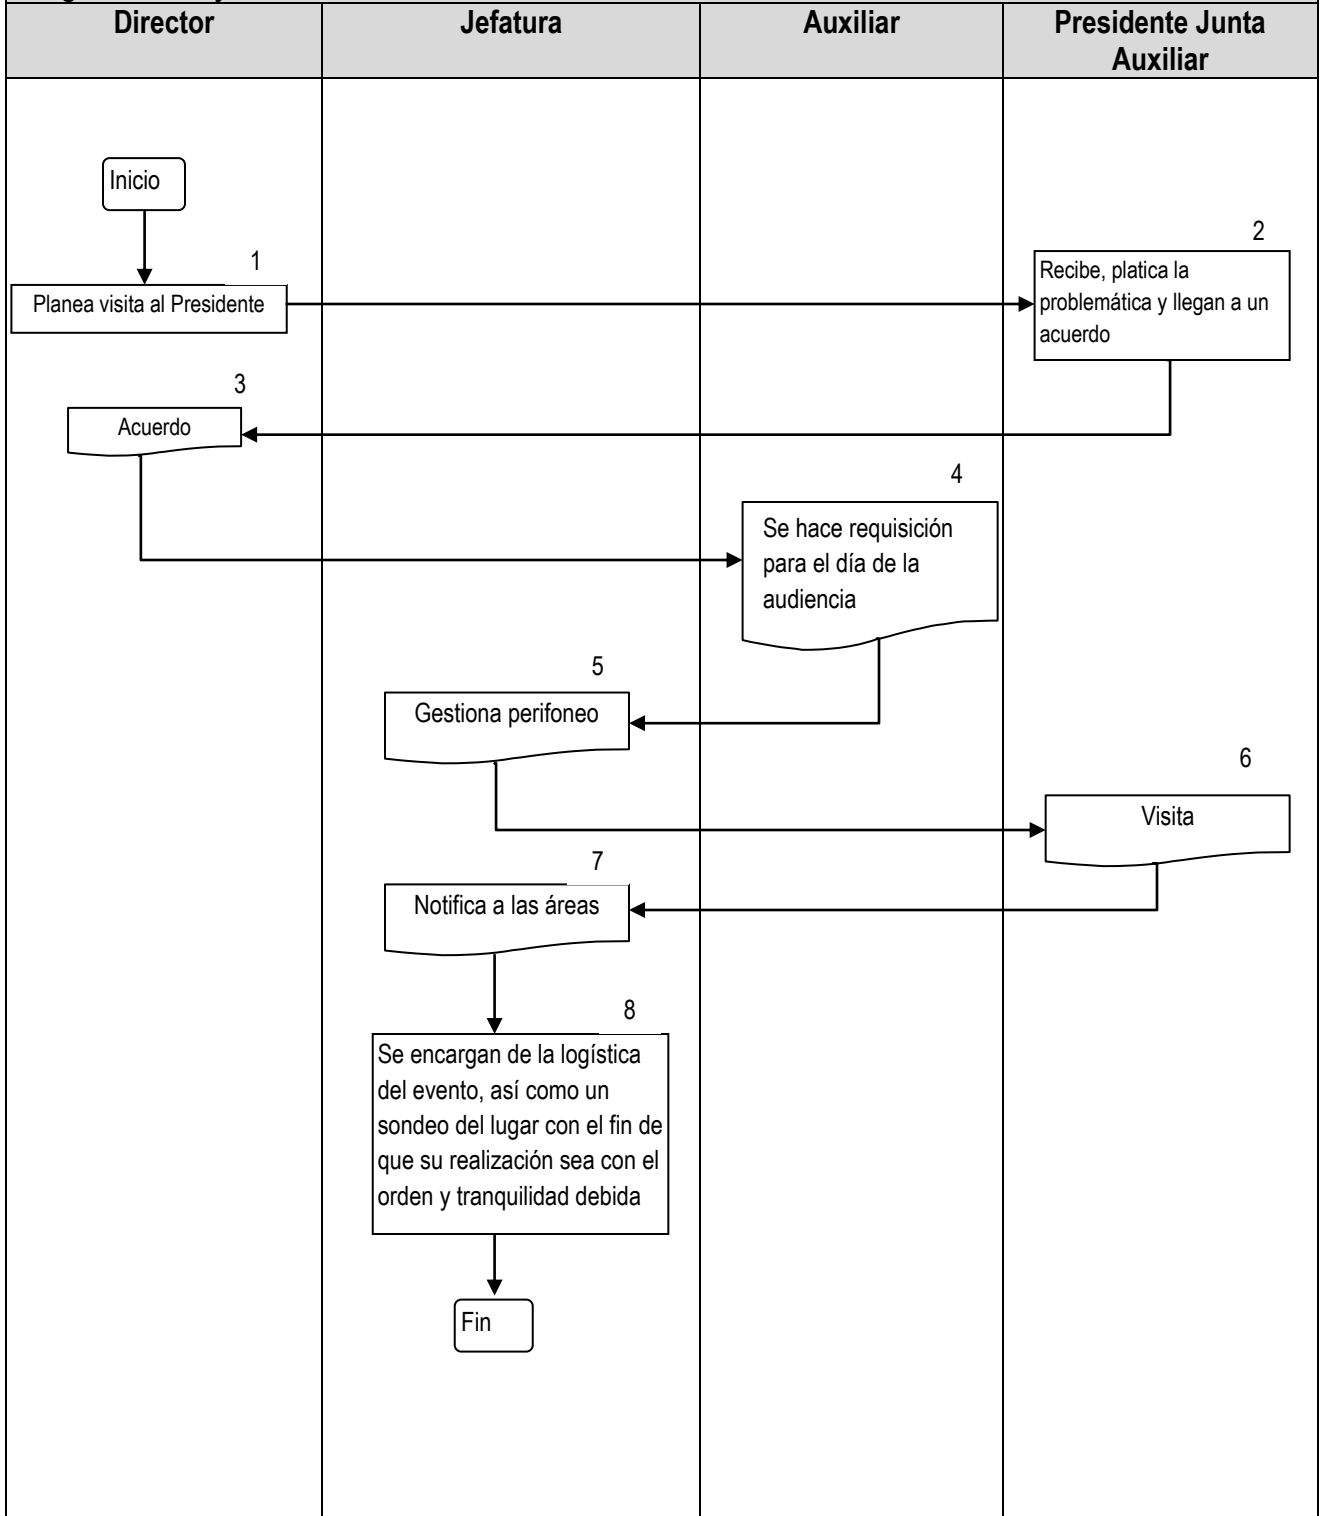 Director
Jefatura
Auxiliar
Presidente Junta
Auxiliar
Inicio
1
Planea visita al Presidente
2
Recibe, platica la
problemática y llegan a un
acuerdo
3
Acuerdo
4
Se hace requisición
para el día de la
audiencia
5
Gestiona perifoneo
6
Visita
7
Notifica a las áreas
8
Se encargan de la logística
del evento, así como un
sondeo del lugar con el fin de
que su realización sea con el
orden y tranquilidad debida
Fin